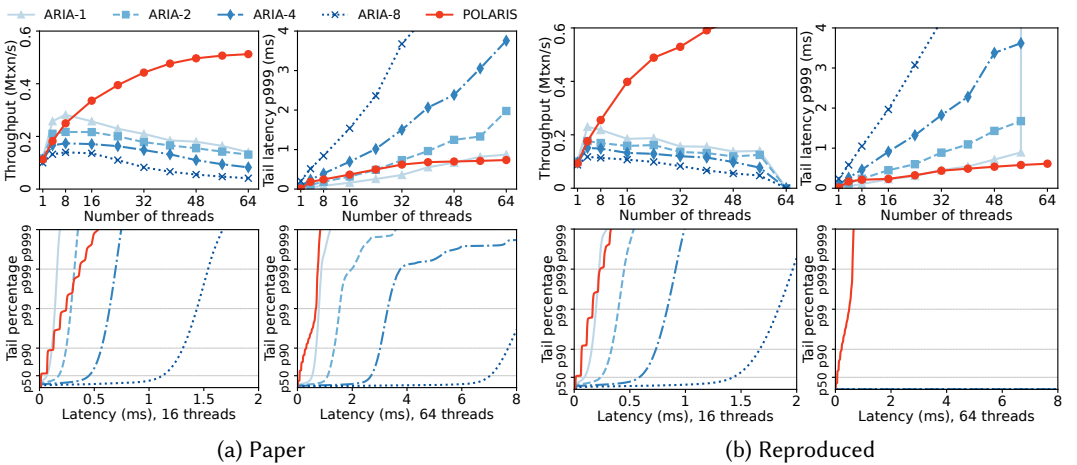 ARIA-1 ARIA-2 ARIA-4 ARIA-8 POLARIS
Throughput (Mtxn/s)
0.6
0.4
0.2
0
1 8 16 32 48 64
Number of threads
Tail latency p999 (ms)
4
3
2
1
0
1 8 16 32 48 64
Number of threads
Throughput (Mtxn/s)
0.6
0.4
0.2
0
1 8 16 32 48 64
Number of threads
Tail latency p999 (ms)
4
3
2
1
0
1 8 16 32 48 64
Number of threads
Tail percentage
p9999
p999
p99
p90
p50
0 0.5 1 1.5 2
Latency (ms), 16 threads
Tail percentage
p9999
p999
p99
p90
p50
0 2 4 6 8
Latency (ms), 64 threads
Tail percentage
p9999
p999
p99
p90
p50
0 0.5 1 1.5 2
Latency (ms), 16 threads
Tail percentage
p9999
p999
p99
p90
p50
0 2 4 6 8
Latency (ms), 64 threads
(a) Paper
(b) Reproduced